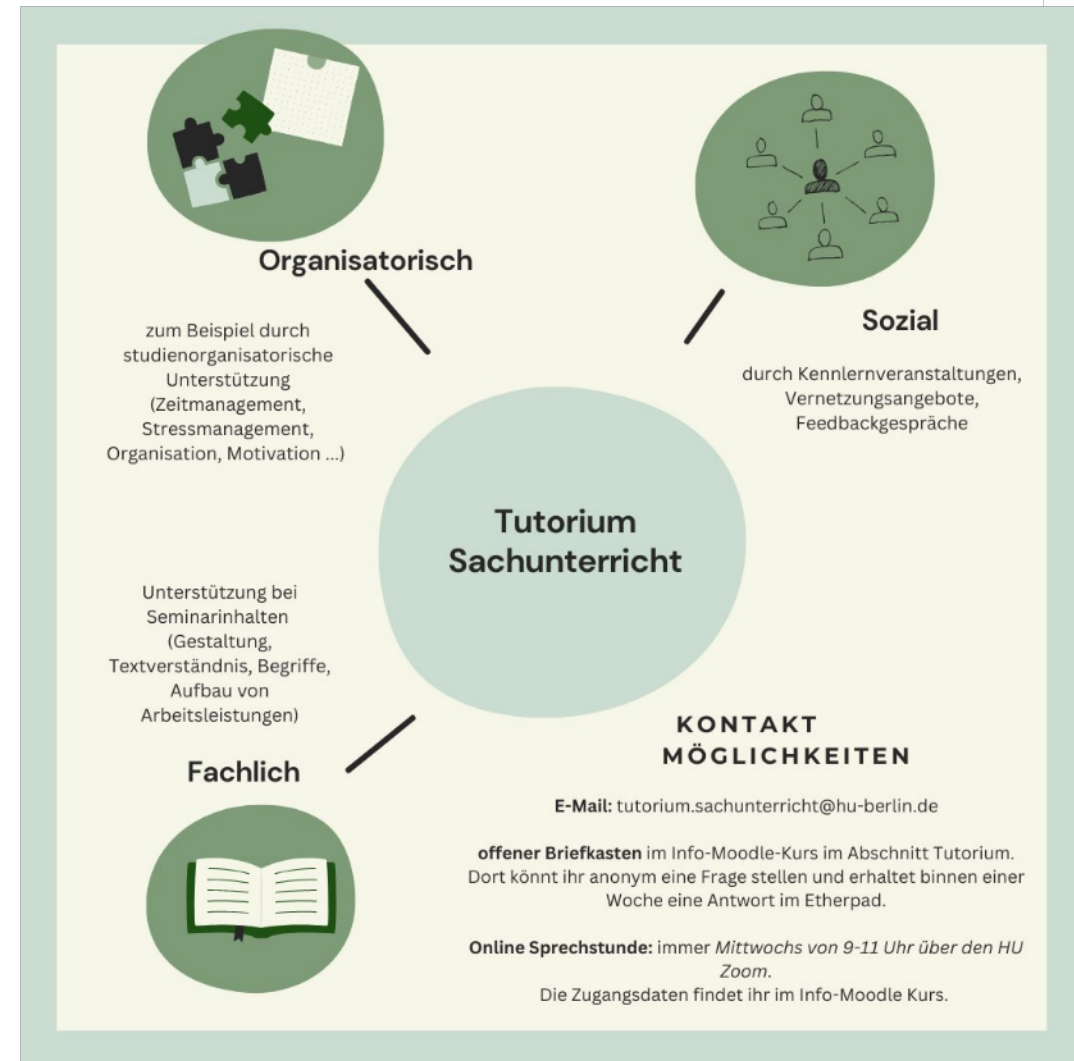 Organisatorisch
zum Beispiel durch
studienorganisatorische
Unterstützung
(Zeitmanagement,
Stressmanagement,
Organisation, Motivation ...)
Sozial
durch Kennlernveranstaltungen,
Vernetzungsangebote,
Feedbackgespräche
Tutorium
Sachunterricht
Unterstützung bei
Seminarinhalten
(Gestaltung,
Textverständnis, Begriffe,
Aufbau von
Arbeitsleistungen)
Fachlich
KONTAKT
MÖGLICHKEITEN
E-Mail: tutorium.sachunterricht@hu-berlin.de
offener Briefkasten im Info-Moodle-Kurs im Abschnitt Tutorium.
Dort könnt ihr anonym eine Frage stellen und erhaltet binnen einer
Woche eine Antwort im Etherpad.
Online Sprechstunde: immer Mittwochs von 9-11 Uhr über den HU
Zoom.
Die Zugangsdaten findet ihr im Info-Moodle Kurs.